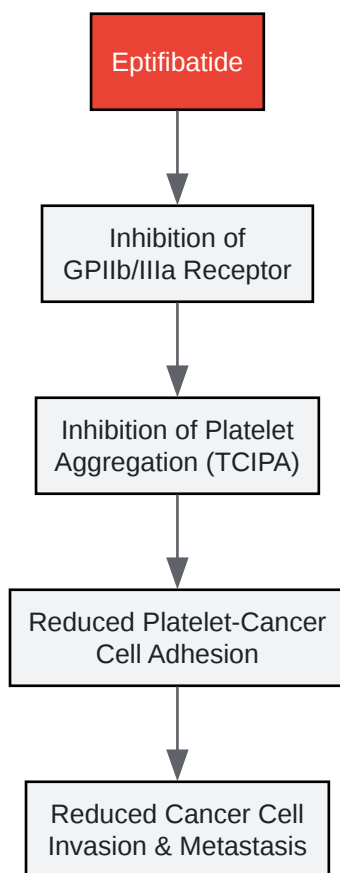 Eptifibatide
Inhibition of
GPIIb/IIIa Receptor
Inhibition of Platelet
Aggregation (TCIPA)
Reduced Platelet-Cancer
Cell Adhesion
Reduced Cancer Cell
Invasion & Metastasis